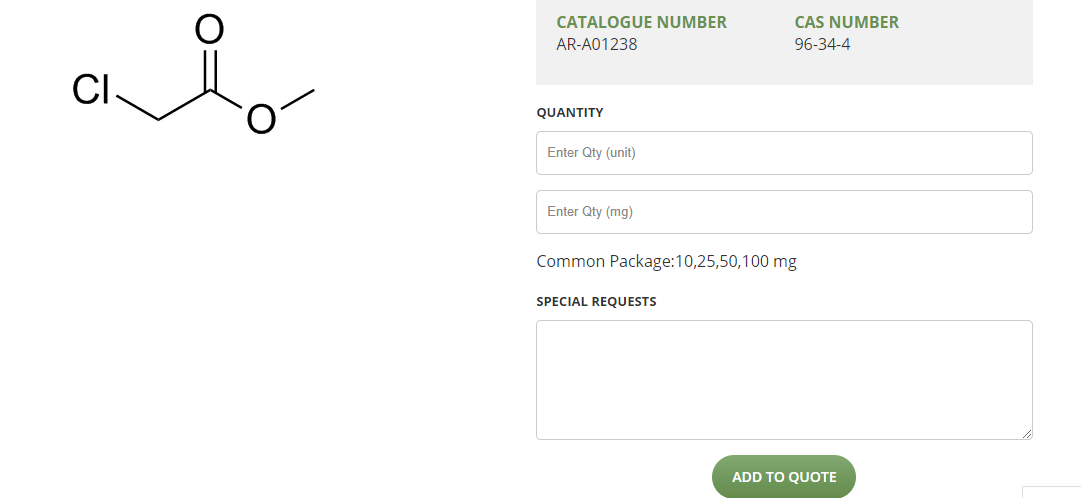 O
Cl
O
CATALOGUE NUMBER CAS NUMBER
AR-A01238 96-34-4
QUANTITY
Enter Qty (unit)
Enter Qty (mg)
Common Package:10,25,50,100 mg
SPECIAL REQUESTS
ADD TO QUOTE